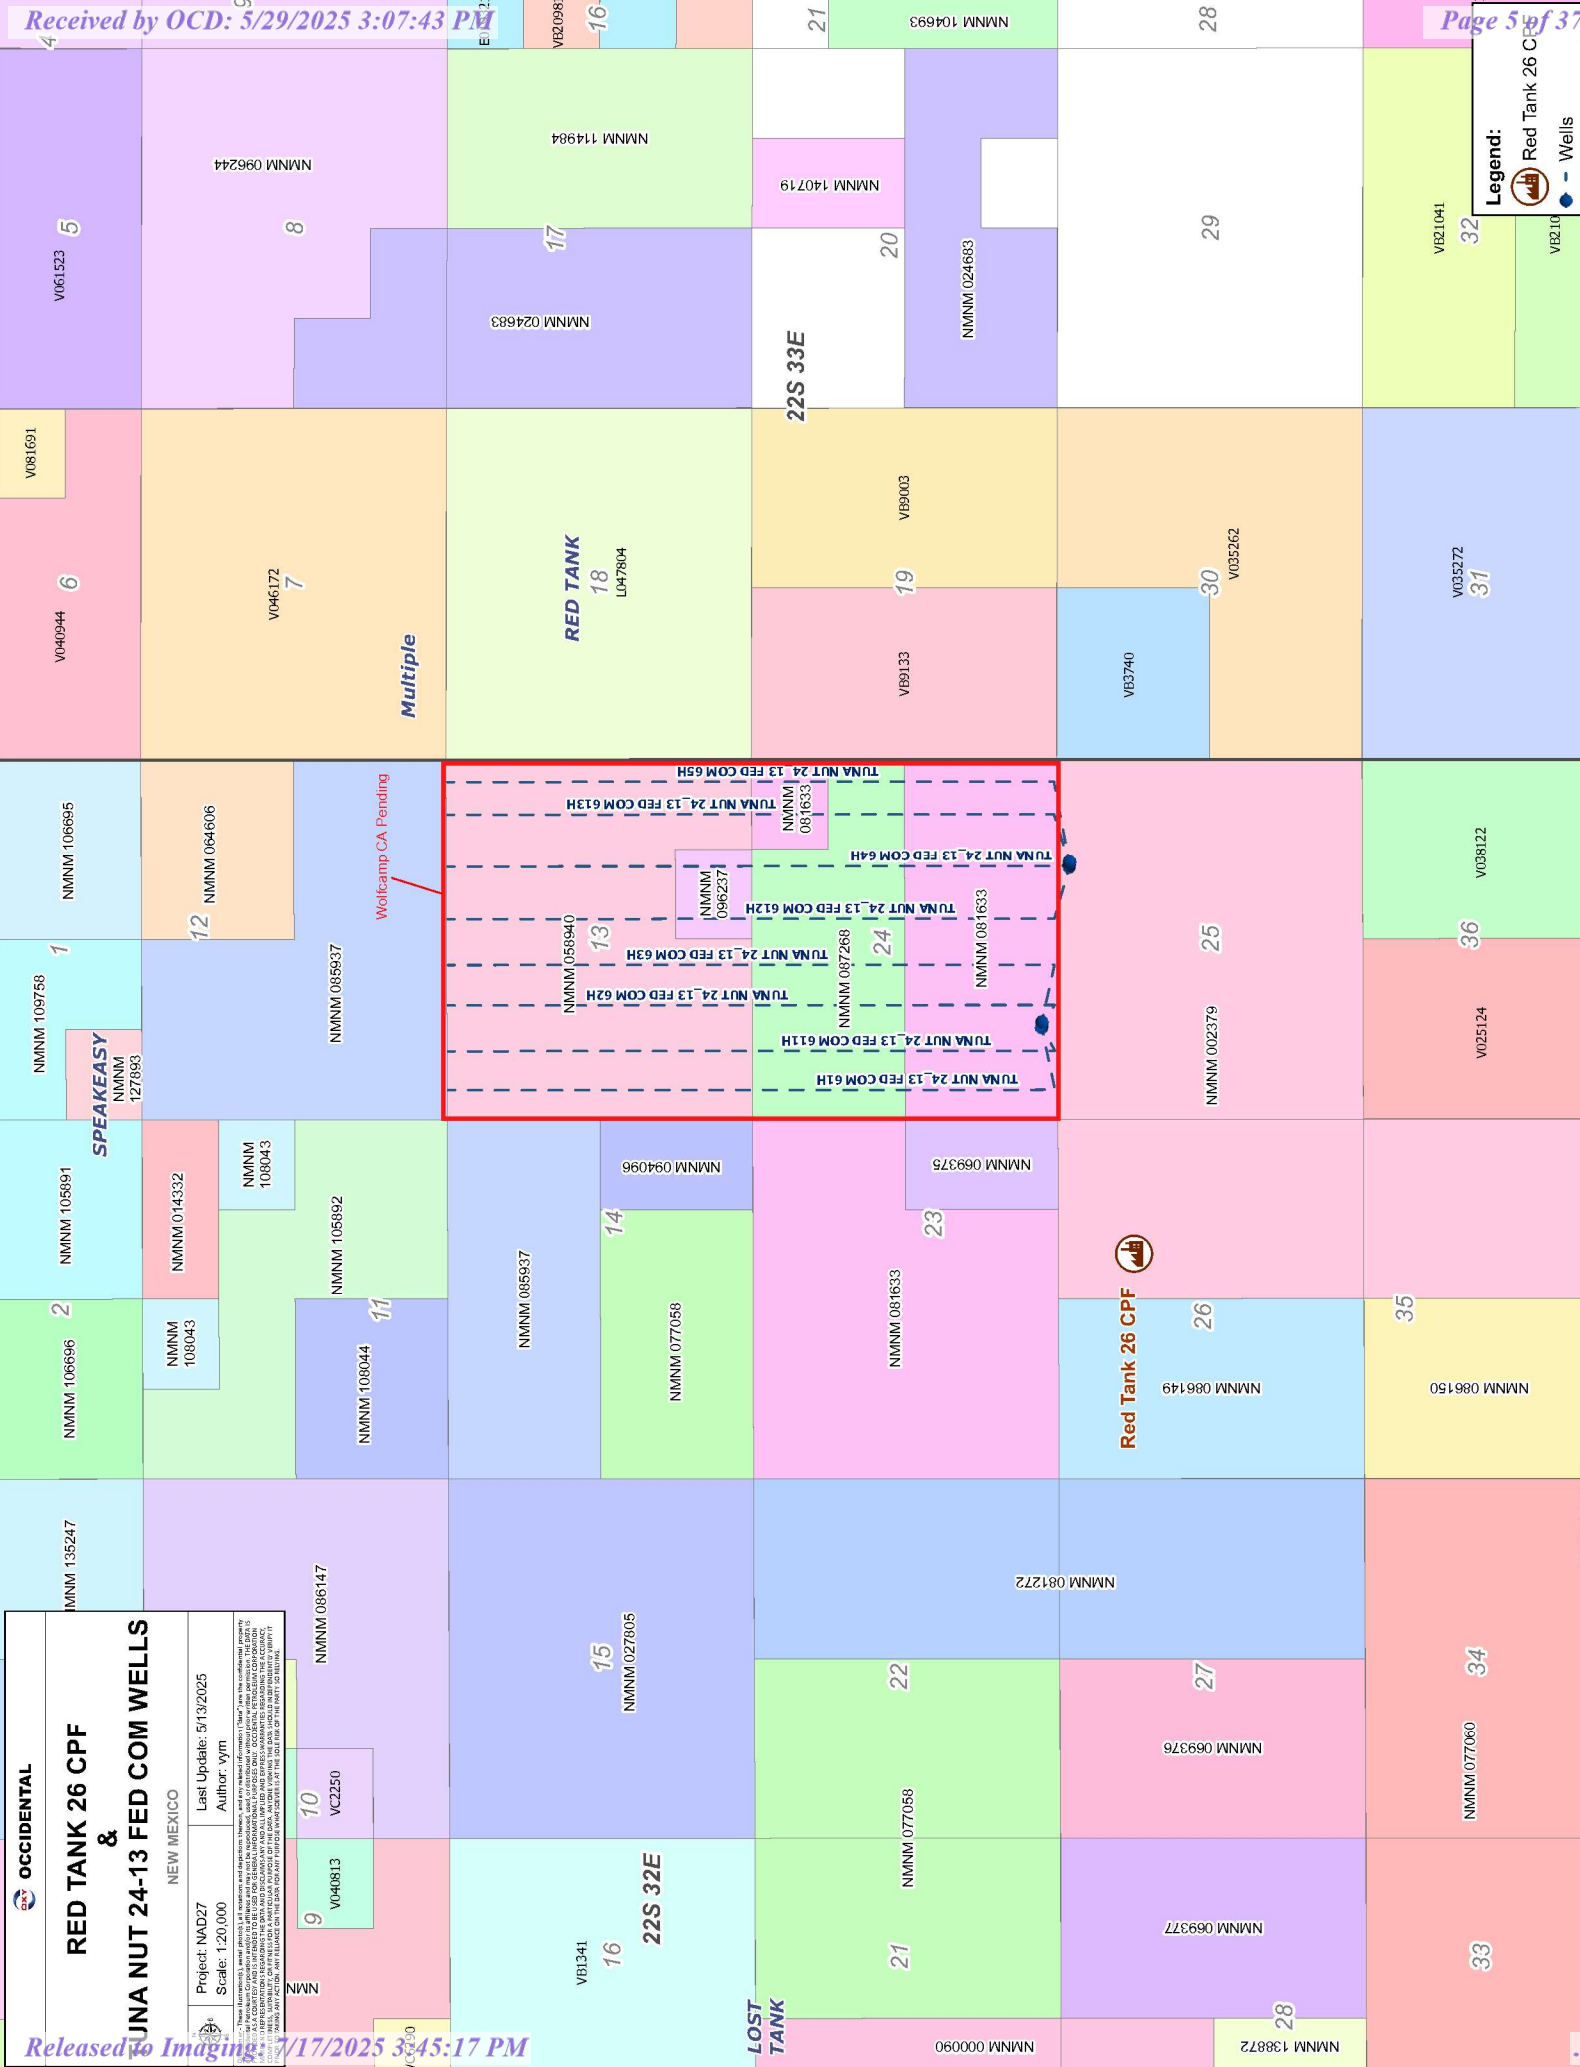 Received by OCD: 5/29/2025 3:07:43 PM
Page 5 of 37
4
9
VB2098
16
21
NMNM 104693
28
Legend:
Red Tank 26 CPF
Wells
V061523
5
NMNM 096244
8
NMNM 114984
17
NMNM 024683
NMNM 140719
20
NMNM 024683
22S 33E
29
VB21041
32
VB210
V081691
V040944
6
V046172
7
Multiple
RED TANK
18
L047804
VB9003
19
VB9133
V035262
30
VB3740
V035272
31
NMNM 106695
1
NMNM 109758
NMNM
127893
SPEAKEASY
NMNM 064606
12
NMNM 085937
Wolfcamp CA Pending
TUNA NUT 24_13 FED COM 65H
TUNA NUT 24_13 FED COM 613H
TUNA NUT 24_13 FED COM 64H
TUNA NUT 24_13 FED COM 612H
TUNA NUT 24_13 FED COM 63H
TUNA NUT 24_13 FED COM 62H
TUNA NUT 24_13 FED COM 611H
TUNA NUT 24_13 FED COM 61H
NMNM
081633
NMNM
096237
NMNM 058940
13
NMNM 087268
24
NMNM 081633
25
NMNM 002379
V038122
36
V025124
NMNM 105891
2
NMNM 106696
NMNM 014332
NMNM
108043
NMNM 105892
NMNM
108043
11
NMNM 108044
NMNM 085937
NMNM 094096
14
NMNM 077058
NMNM 069375
23
NMNM 081633
Red Tank 26 CPF
26
NMNM 086149
35
NMNM 086150
MNM 135247
NMNM 086147
10
VC2250
9
V040813
NMN
15
NMNM 027805
VB1341
16
22S 32E
NMNM 081272
22
NMNM 077058
21
LOST
TANK
27
NMNM 069376
NMNM 069377
NMNM 000090
28
NMNM 138872
34
NMNM 077060
33
OXY OCCIDENTAL
RED TANK 26 CPF
&
TUNA NUT 24-13 FED COM WELLS
NEW MEXICO
Project: NAD27
Last Update: 5/13/2025
Scale: 1:20,000
Author: vym
Released to Imaging: 7/17/2025 3:45:17 PM